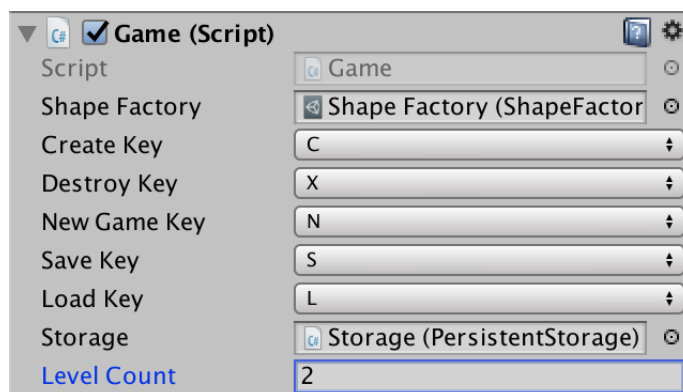 Game (Script)
Script Game
Shape Factory Shape Factory (ShapeFactor
Create Key C
Destroy Key X
New Game Key N
Save Key S
Load Key L
Storage Storage (PersistentStorage)
Level Count 2